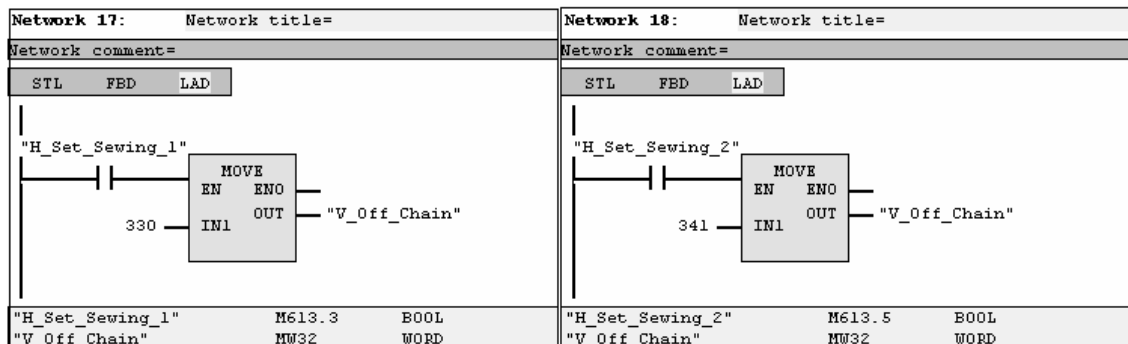 Network 17: Network title=
Network comment=
STL FBD LAD
"H_Set_Sewing_1"
MOVE
EN ENO
OUT "V_Off_Chain"
330 IN1
"H_Set_Sewing_1" M613.3 BOOL
"V_Off_Chain" MW32 WORD
Network 18: Network title=
Network comment=
STL FBD LAD
"H_Set_Sewing_2"
MOVE
EN ENO
OUT "V_Off_Chain"
341 IN1
"H_Set_Sewing_2" M613.5 BOOL
"V_Off_Chain" MW32 WORD